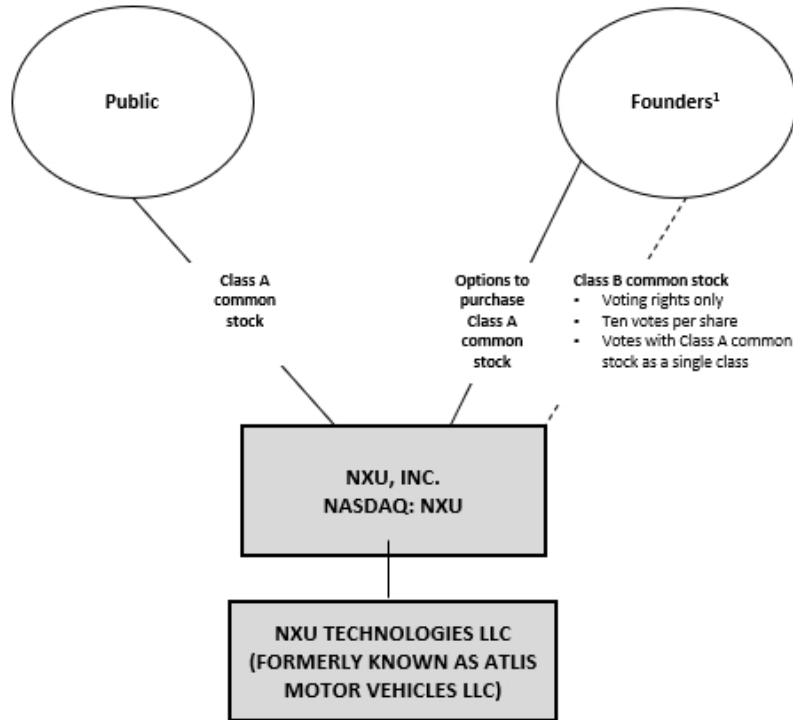 Public
Founders¹
Class A
common
stock
Options to
purchase
Class A
common
stock
Class B common stock
▪ Voting rights only
▪ Ten votes per share
▪ Votes with Class A common
stock as a single class
NXU, INC.
NASDAQ: NXU
NXU TECHNOLOGIES LLC
(FORMERLY KNOWN AS ATLIS
MOTOR VEHICLES LLC)